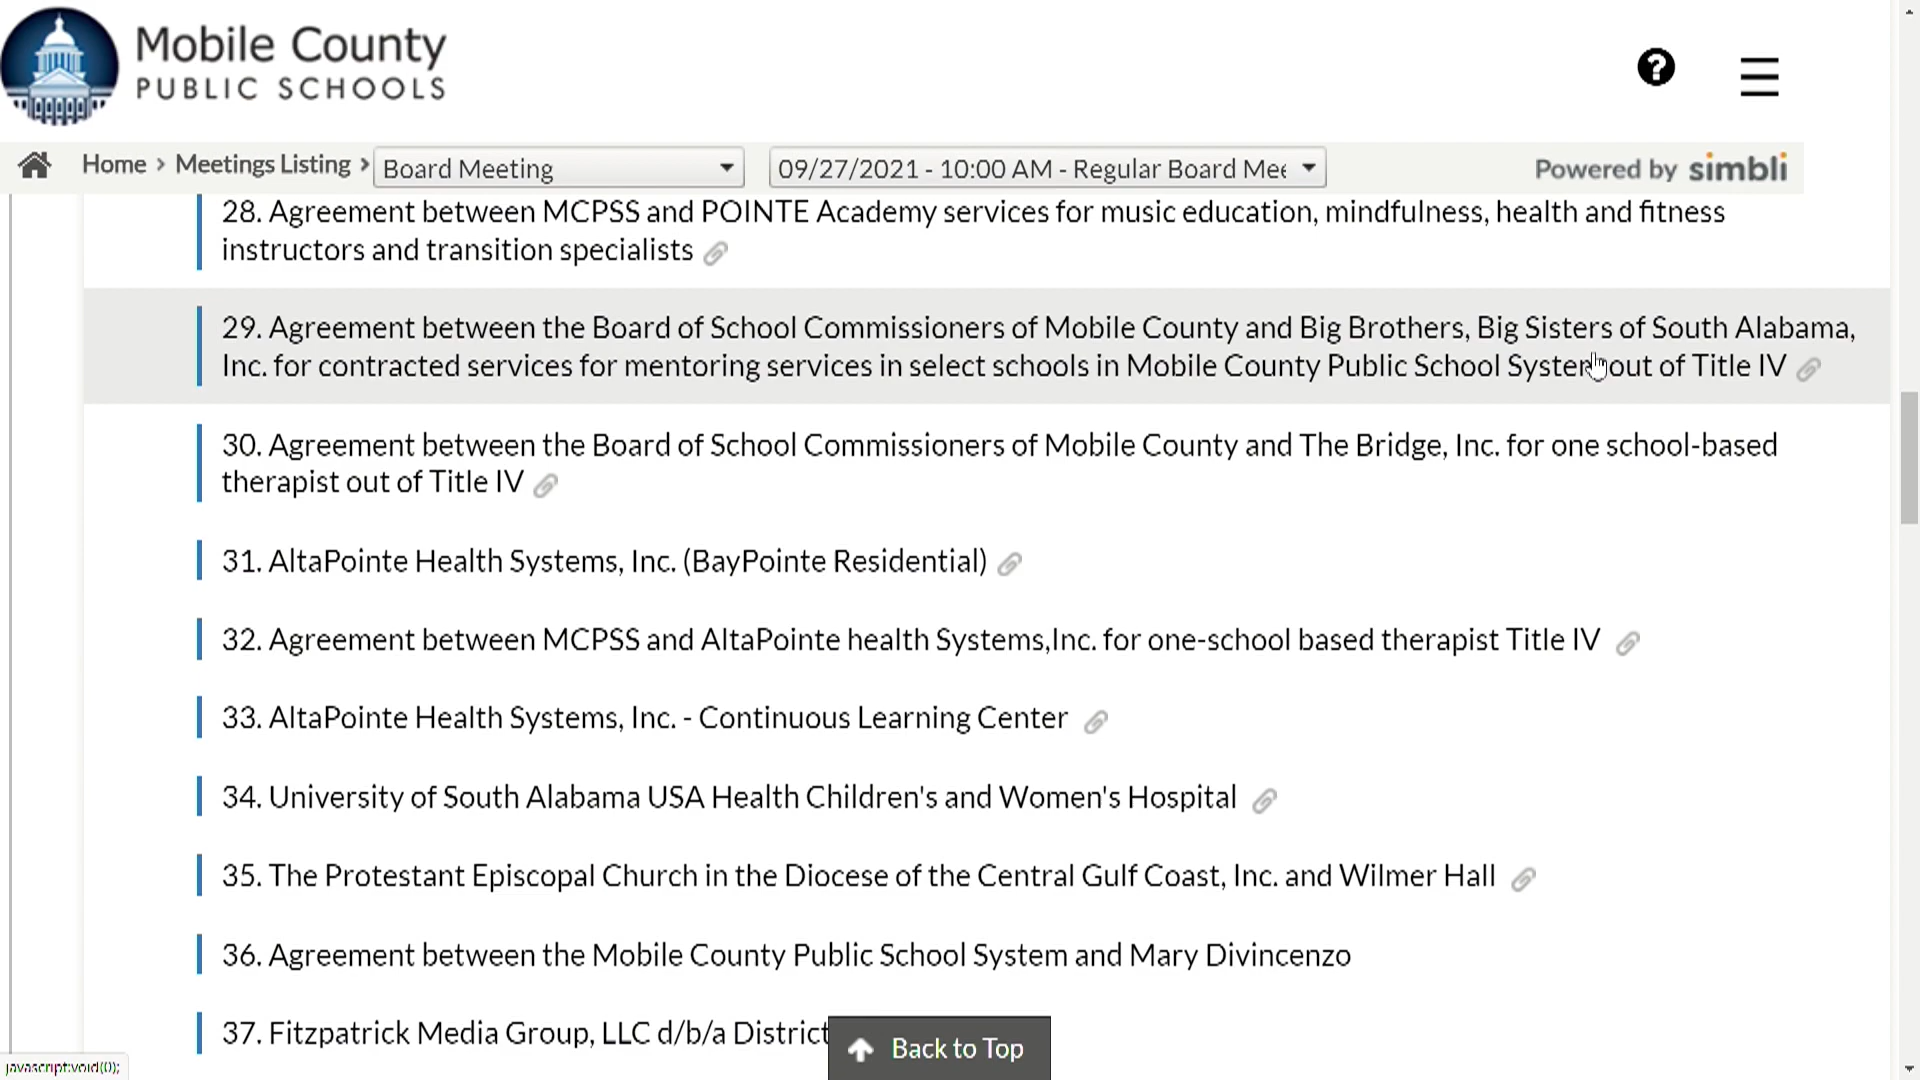 Mobile County
PUBLIC SCHOOLS
?
Home > Meetings Listing >
Board Meeting
09/27/2021 - 10:00 AM - Regular Board Mee
Powered by simbli
28. Agreement between MCPSS and POINTE Academy services for music education, mindfulness, health and fitness
instructors and transition specialists
29. Agreement between the Board of School Commissioners of Mobile County and Big Brothers, Big Sisters of South Alabama,
Inc. for contracted services for mentoring services in select schools in Mobile County Public School System out of Title IV
30. Agreement between the Board of School Commissioners of Mobile County and The Bridge, Inc. for one school-based
therapist out of Title IV
31. AltaPointe Health Systems, Inc. (BayPointe Residential)
32. Agreement between MCPSS and AltaPointe health Systems,Inc. for one-school based therapist Title IV
33. AltaPointe Health Systems, Inc. - Continuous Learning Center
34. University of South Alabama USA Health Children's and Women's Hospital
35. The Protestant Episcopal Church in the Diocese of the Central Gulf Coast, Inc. and Wilmer Hall
36. Agreement between the Mobile County Public School System and Mary Divincenzo
37. Fitzpatrick Media Group, LLC d/b/a District
Back to Top
javascript:void(0);